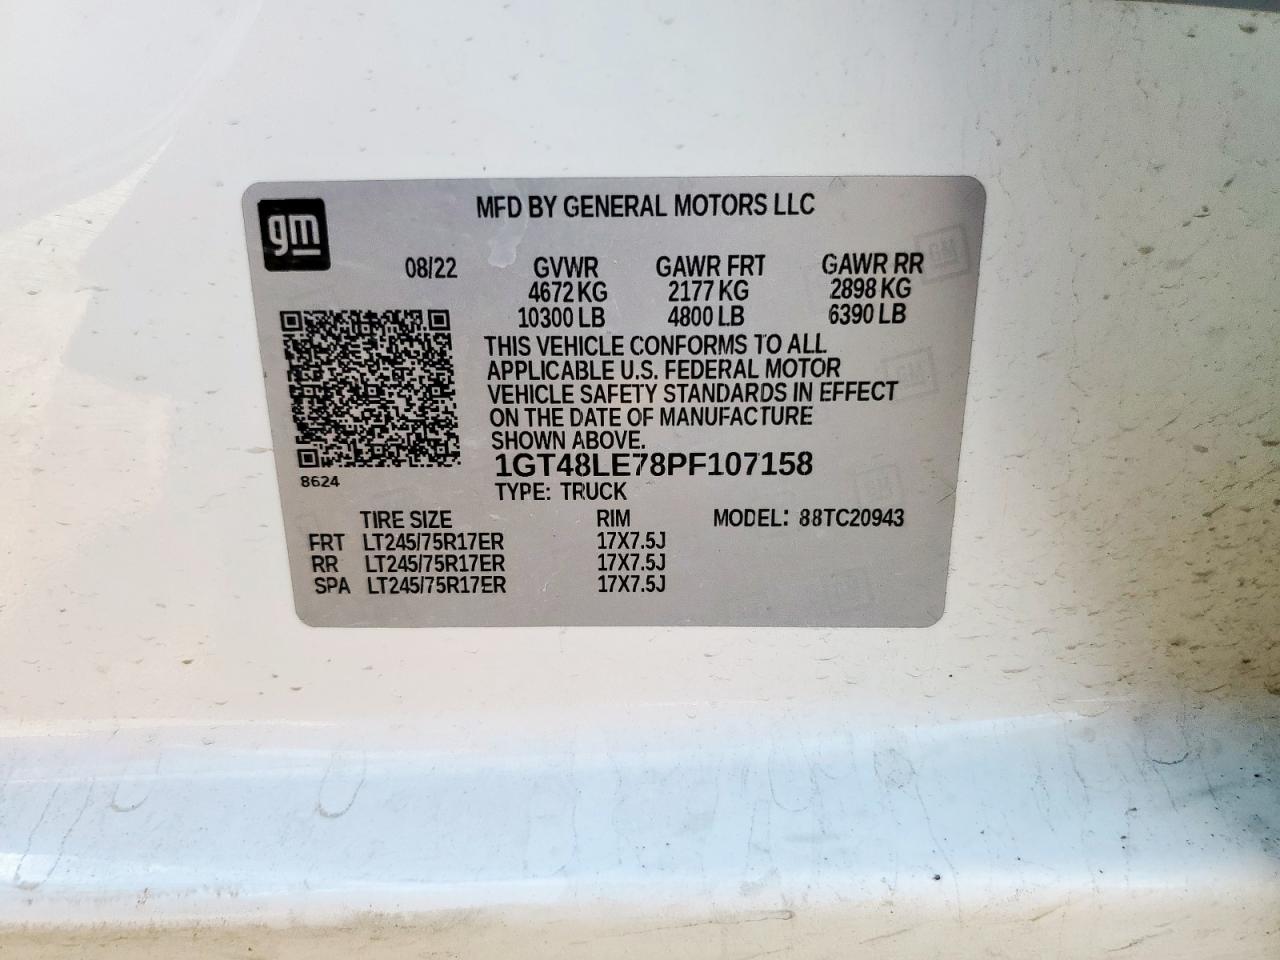 gm
MFD BY GENERAL MOTORS LLC
08/22 GVWR GAWR FRT GAWR RR
4672 KG 2177 KG 2898 KG
10300 LB 4800 LB 6390 LB
THIS VEHICLE CONFORMS TO ALL
APPLICABLE U.S. FEDERAL MOTOR
VEHICLE SAFETY STANDARDS IN EFFECT
ON THE DATE OF MANUFACTURE
SHOWN ABOVE.
1GT48LE78PF107158
8624
TYPE: TRUCK
TIRE SIZE RIM MODEL: 88TC20943
FRT LT245/75R17ER 17X7.5J
RR LT245/75R17ER 17X7.5J
SPA LT245/75R17ER 17X7.5J